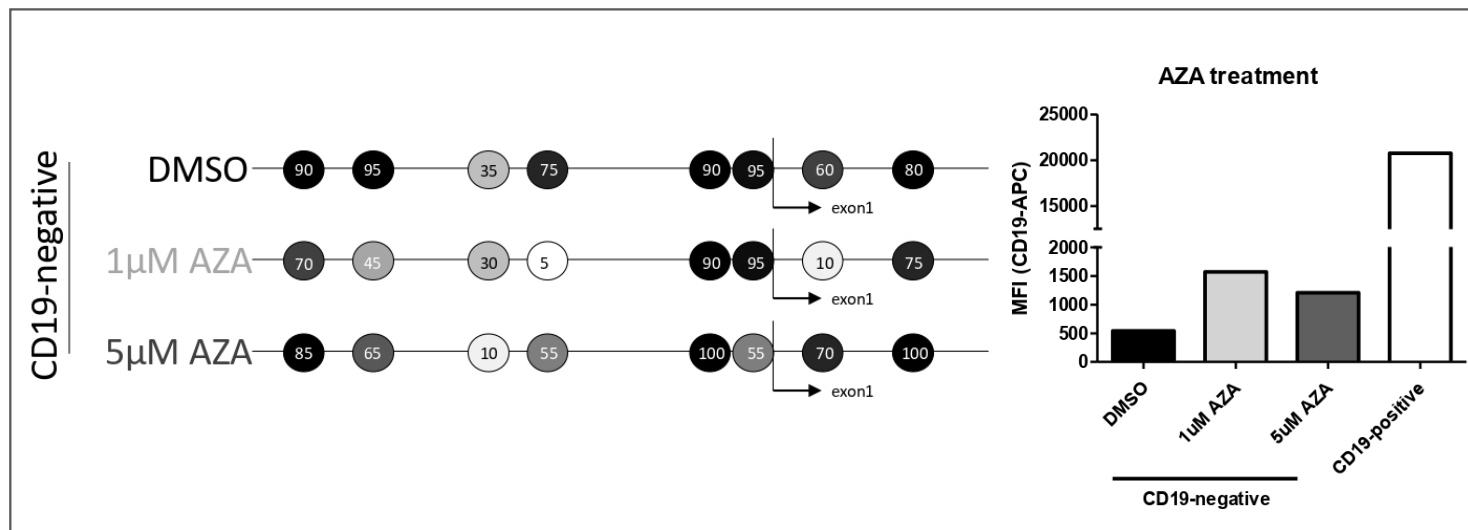 CD19-negative
DMSO
90 95 35 75 90 95 60 80
exon1
1µM AZA
70 45 30 5 90 95 10 75
exon1
5µM AZA
85 65 10 55 100 55 70 100
exon1
AZA treatment
MFI (CD19-APC)
25000
20000
15000
2000
1500
1000
500
0
DMSO
1uM AZA
5uM AZA
CD19-positive
CD19-negative